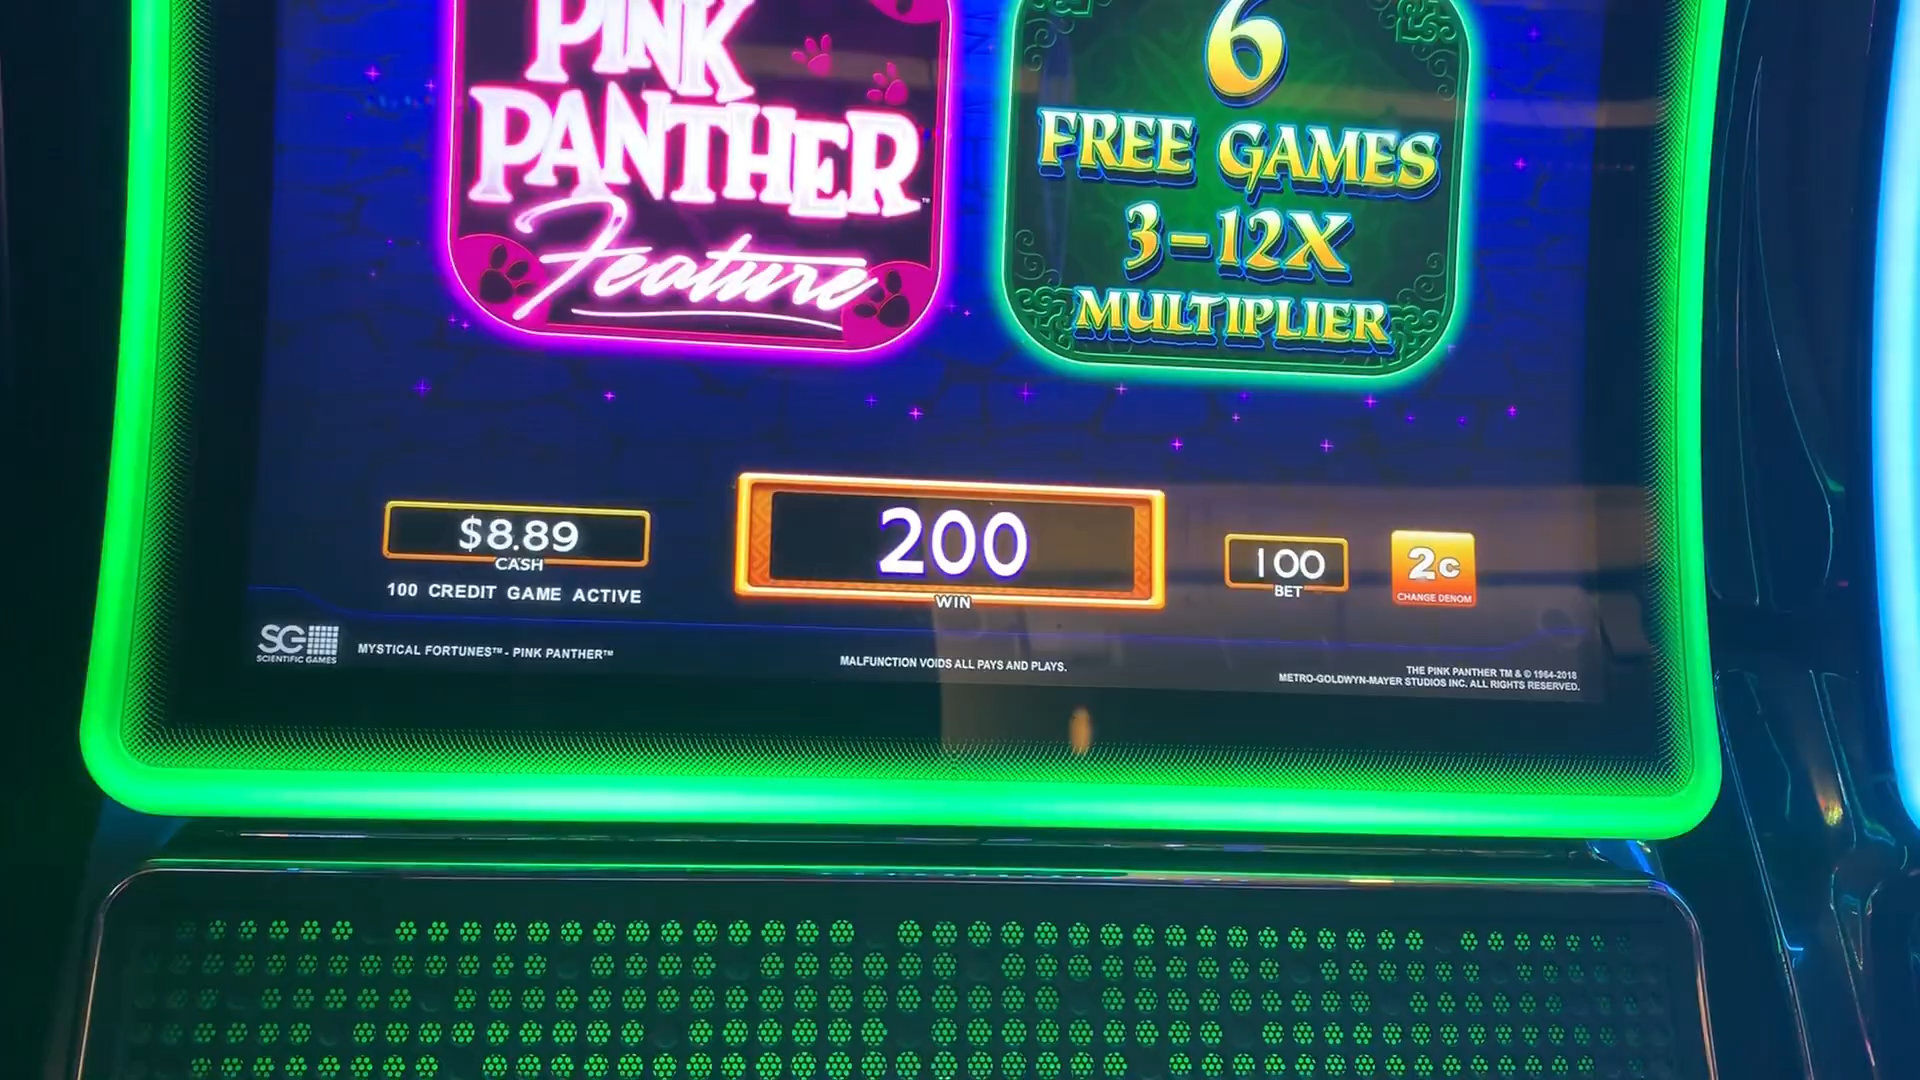 PINK
PANTHER™
Feature
6
FREE GAMES
3-12X
MULTIPLIER
$8.89
CASH
100 CREDIT GAME ACTIVE
200
WIN
100
BET
2c
CHANGE DENOM
SG
SCIENTIFIC GAMES
MYSTICAL FORTUNES™ - PINK PANTHER™
MALFUNCTION VOIDS ALL PAYS AND PLAYS.
THE PINK PANTHER TM & © 1964-2018
METRO-GOLDWYN-MAYER STUDIOS INC. ALL RIGHTS RESERVED.